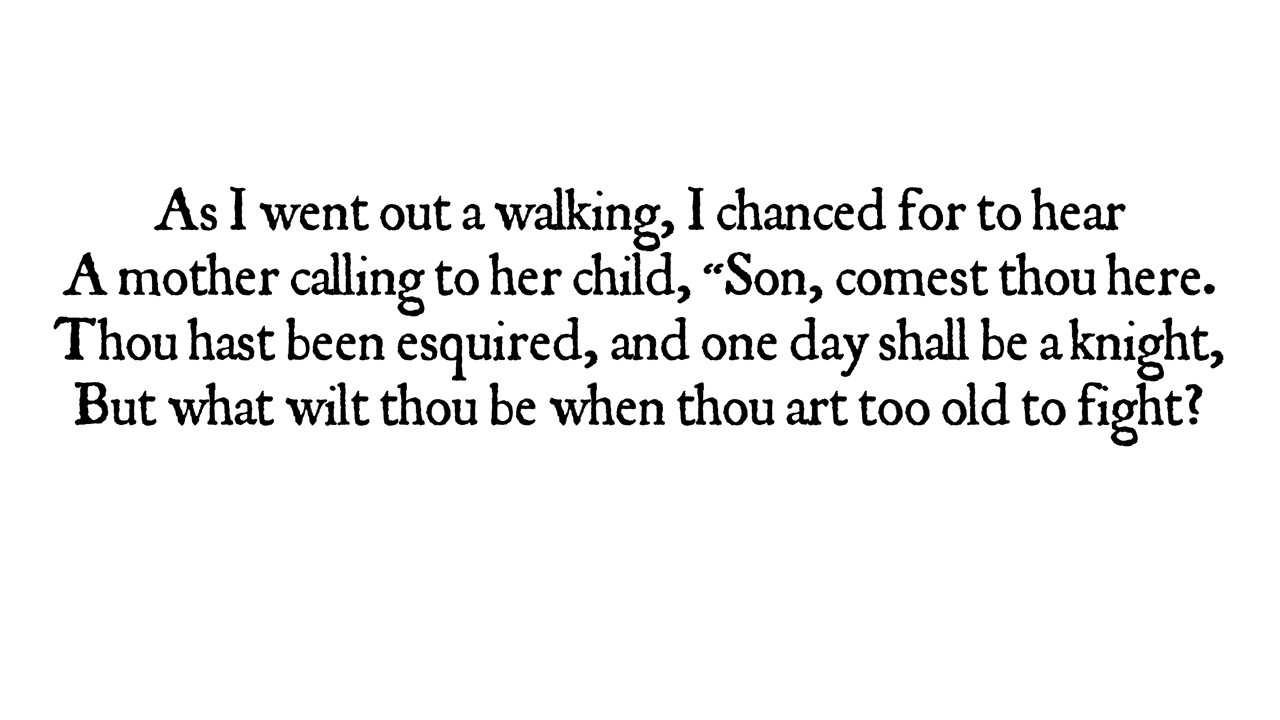 As I went out a walking, I chanced for to hear
A mother calling to her child, “Son, comest thou here.
Thou hast been esquired, and one day shall be a knight,
But what wilt thou be when thou art too old to fight?